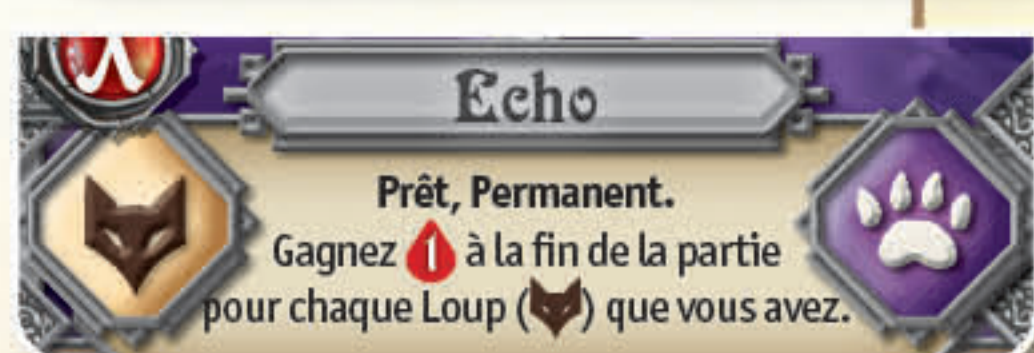 Echo
Prêt, Permanent.
Gagnez 1 à la fin de la partie
pour chaque Loup () que vous avez.